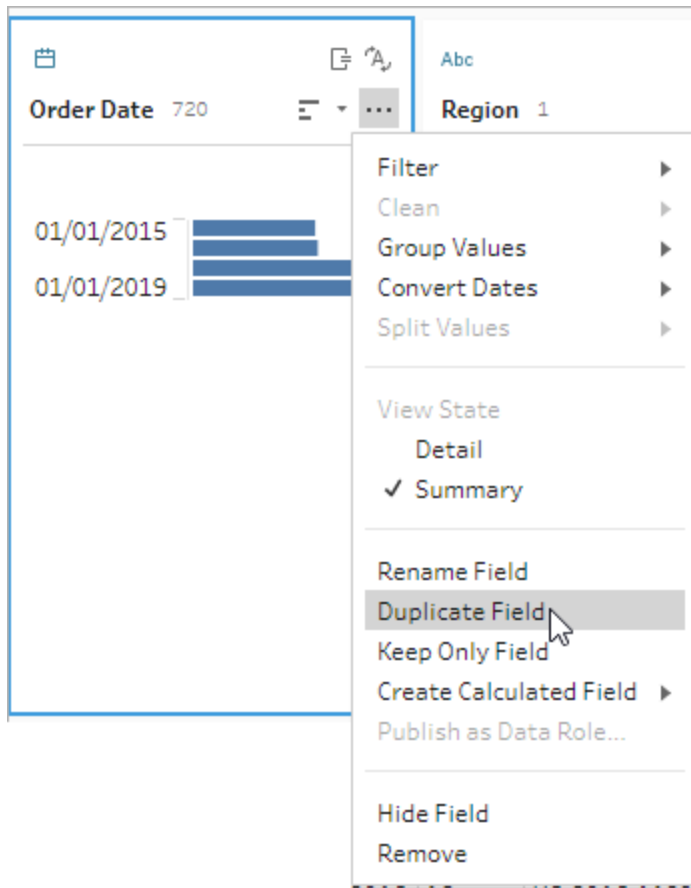 Abc
Order Date 720
Region 1
01/01/2015
01/01/2019
Filter
Clean
Group Values
Convert Dates
Split Values
View State
Detail
Summary
Rename Field
Duplicate Field
Keep Only Field
Create Calculated Field
Publish as Data Role...
Hide Field
Remove